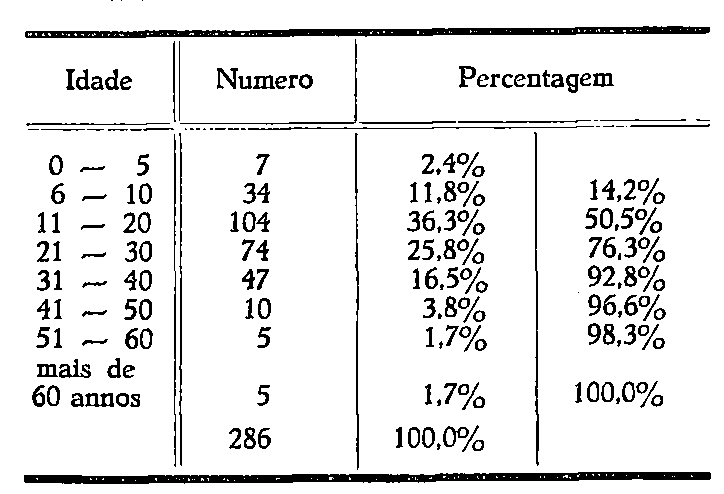 Idade Numero Percentagem
0 — 5 7 2,4%
6 — 10 34 11,8% 14,2%
11 — 20 104 36,3% 50,5%
21 — 30 74 25,8% 76,3%
31 — 40 47 16,5% 92,8%
41 — 50 10 3,8% 96,6%
51 — 60 5 1,7% 98,3%
mais de
60 annos 5 1,7% 100,0%
286 100,0%